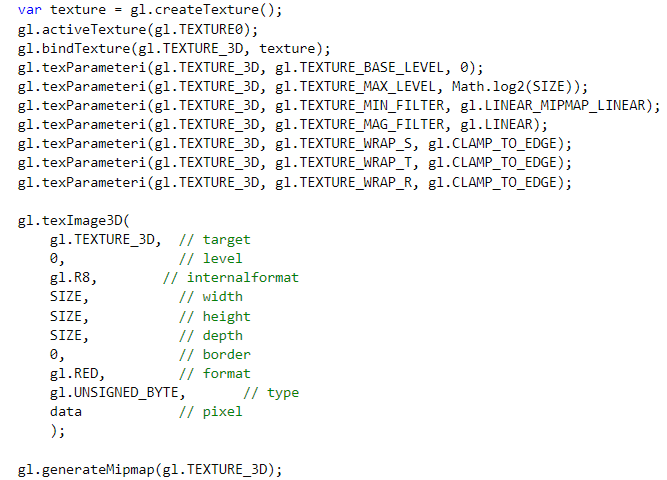 var texture = gl.createTexture();
gl.activeTexture(gl.TEXTURE0);
gl.bindTexture(gl.TEXTURE_3D, texture);
gl.texParameteri(gl.TEXTURE_3D, gl.TEXTURE_BASE_LEVEL, 0);
gl.texParameteri(gl.TEXTURE_3D, gl.TEXTURE_MAX_LEVEL, Math.log2(SIZE));
gl.texParameteri(gl.TEXTURE_3D, gl.TEXTURE_MIN_FILTER, gl.LINEAR_MIPMAP_LINEAR);
gl.texParameteri(gl.TEXTURE_3D, gl.TEXTURE_MAG_FILTER, gl.LINEAR);
gl.texParameteri(gl.TEXTURE_3D, gl.TEXTURE_WRAP_S, gl.CLAMP_TO_EDGE);
gl.texParameteri(gl.TEXTURE_3D, gl.TEXTURE_WRAP_T, gl.CLAMP_TO_EDGE);
gl.texParameteri(gl.TEXTURE_3D, gl.TEXTURE_WRAP_R, gl.CLAMP_TO_EDGE);

gl.texImage3D(
    gl.TEXTURE_3D,  // target
    0,              // level
    gl.R8,        // internalformat
    SIZE,           // width
    SIZE,           // height
    SIZE,           // depth
    0,              // border
    gl.RED,         // format
    gl.UNSIGNED_BYTE,       // type
    data            // pixel
    );

gl.generateMipmap(gl.TEXTURE_3D);